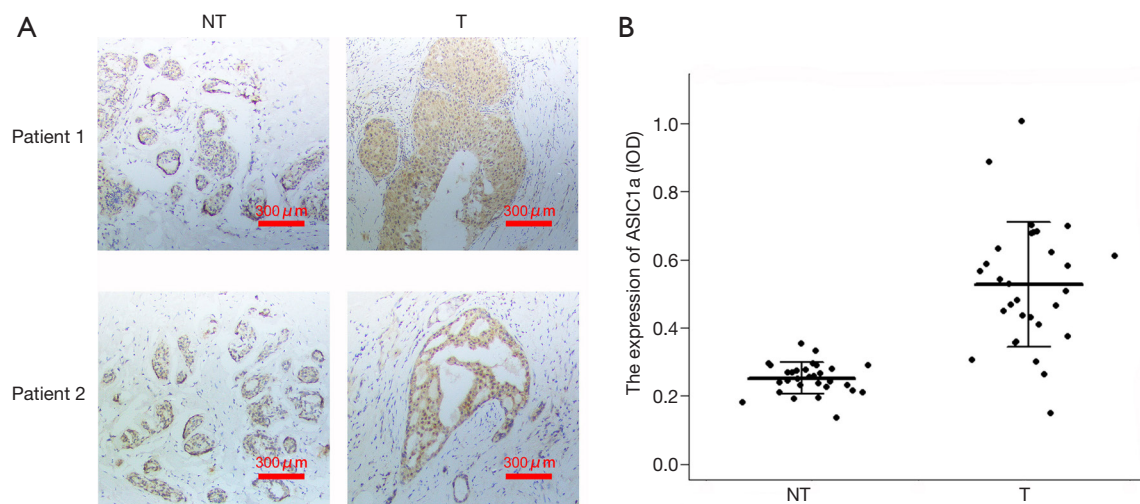 A
NT
T
Patient 1
300 µm
300 µm
Patient 2
300 µm
300 µm
B
The expression of ASIC1a (IOD)
1.0
0.8
0.6
0.4
0.2
0.0
NT
T